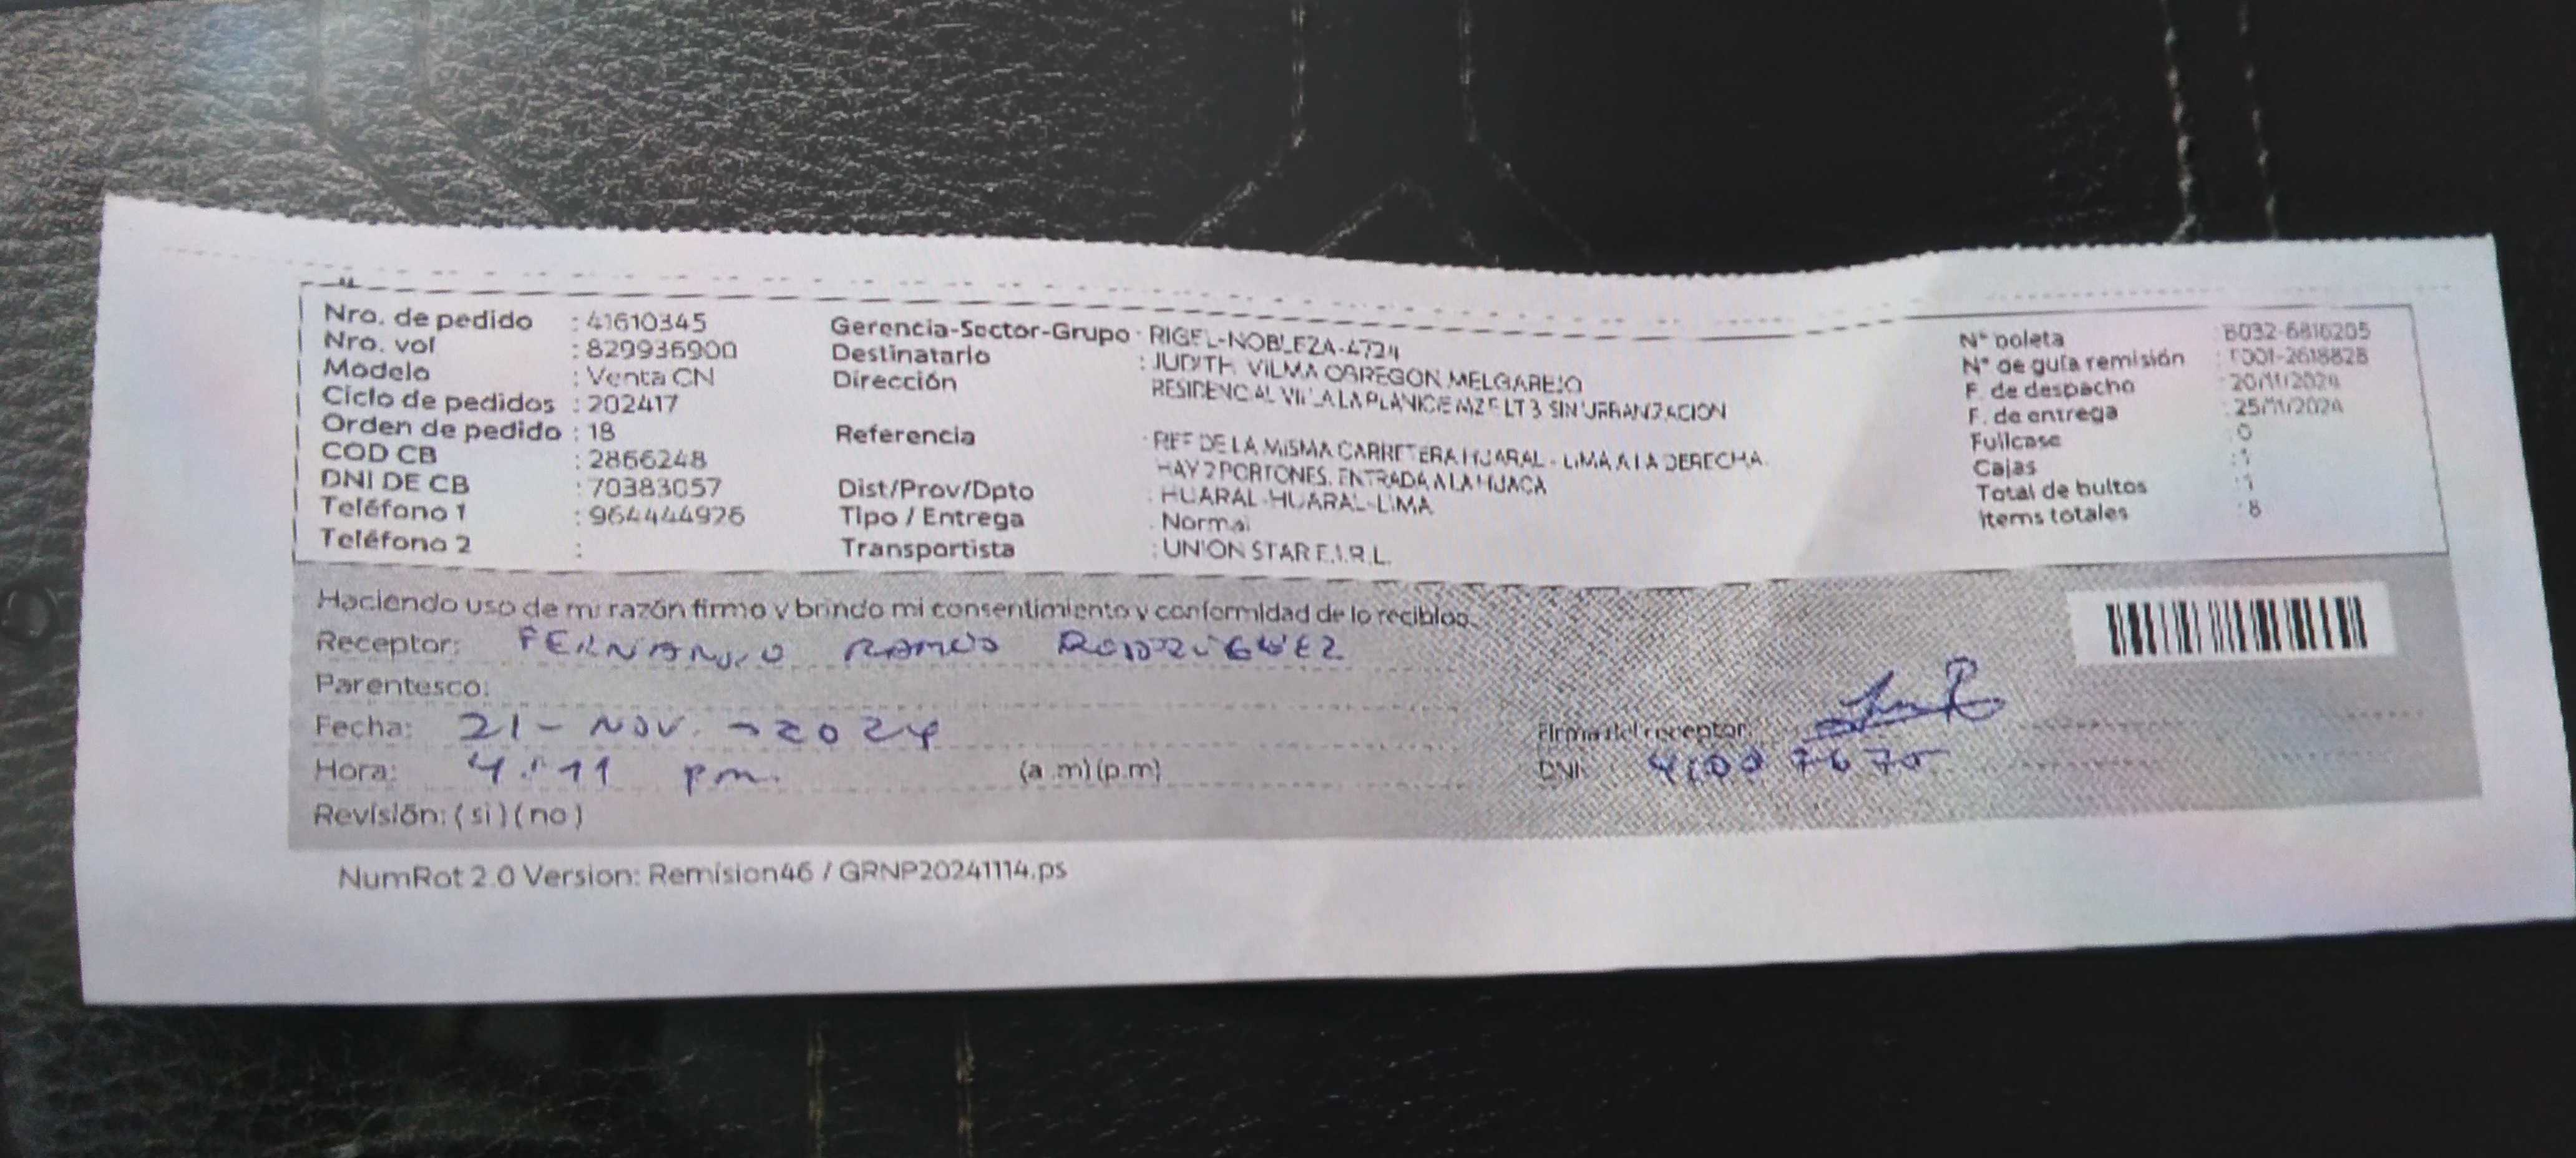 Nro. de pedido : 41610345
Nro. vol : 829936900
Modelo : Venta CN
Ciclo de pedidos : 202417
Orden de pedido : 18
COD CB : 2866248
DNI DE CB : 70383057
Teléfono 1 : 964444926
Teléfono 2 :
Gerencia-Sector-Grupo : RIGEL-NOBLEZA-4724
Destinatario : JUDITH VILMA OBREGON MELGAREJO
Dirección RESIDENCIAL VILLA LA PLANICIE MZ F LT 3 SIN URBANIZACION
Referencia : REF DE LA MISMA CARRETERA HUARAL - LIMA A LA DERECHA.
HAY 2 PORTONES. ENTRADA A LA HUACA
Dist/Prov/Dpto : HUARAL-HUARAL-LIMA
Tipo / Entrega : Normal
Transportista : UNION STAR E.I.R.L.
N° boleta : B032-6816205
N° de guía remisión : T001-2618828
F. de despacho : 20/11/2024
F. de entrega : 25/11/2024
Fullcase : 0
Cajas : 1
Total de bultos : 1
Items totales : 8
Haciendo uso de mi razón firmo y brindo mi consentimiento y conformidad de lo recibido.
Receptor: FERNANDO RAMOS RODRIGUEZ
Parentesco:
Fecha: 21 - NOV. - 2024
Hora: 4:11 pm. (a.m) (p.m)
Revisión: ( si ) ( no )
Firma del receptor:
DNI :
NumRot 2.0 Version: Remision46 / GRNP20241114.ps